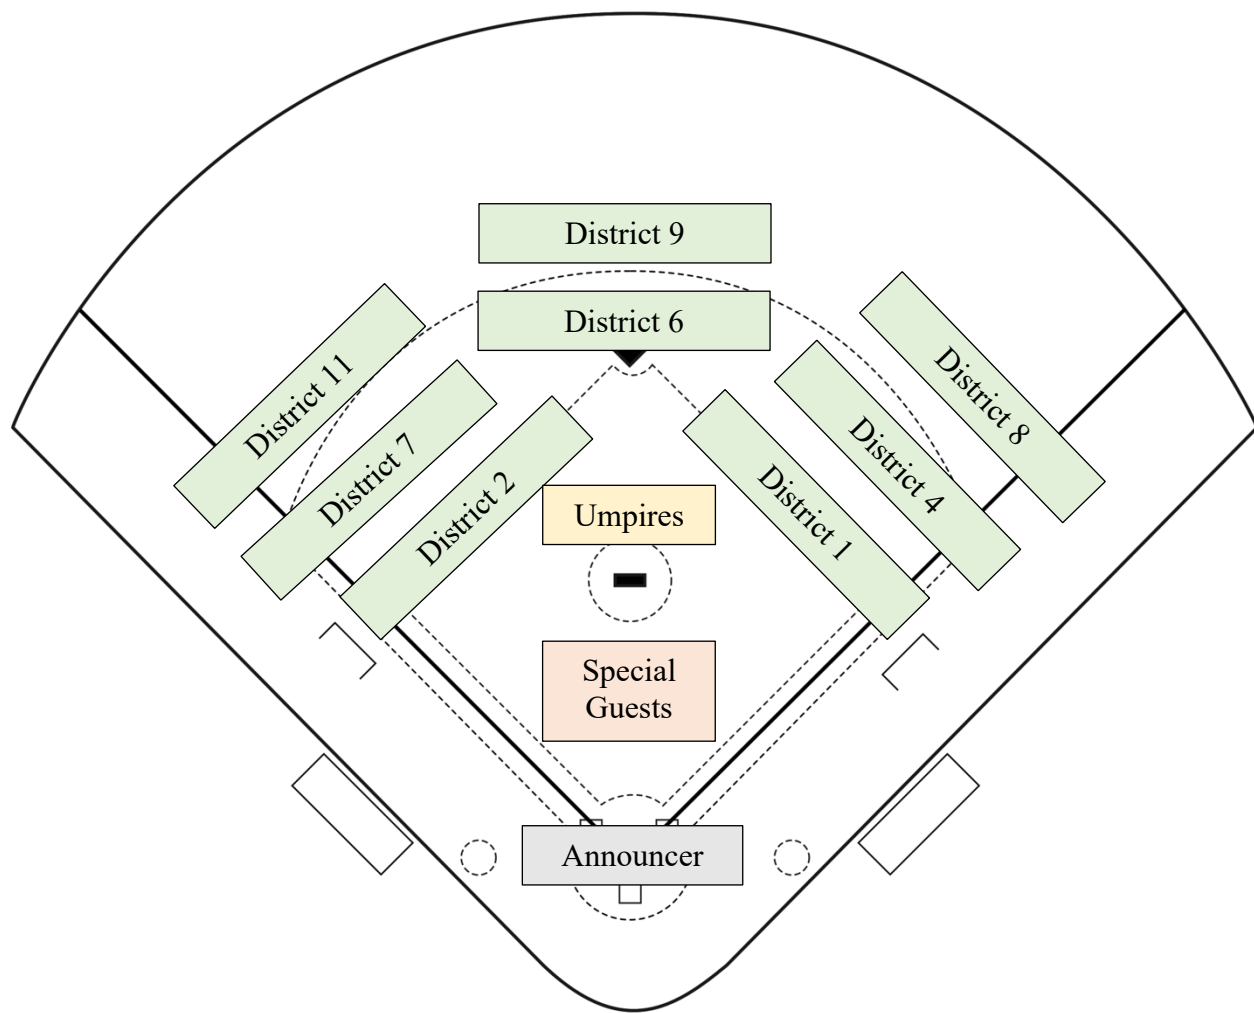 District 9
District 6
District 11
District 7
District 2
District 8
District 4
District 1
Umpires
Special
Guests
Announcer